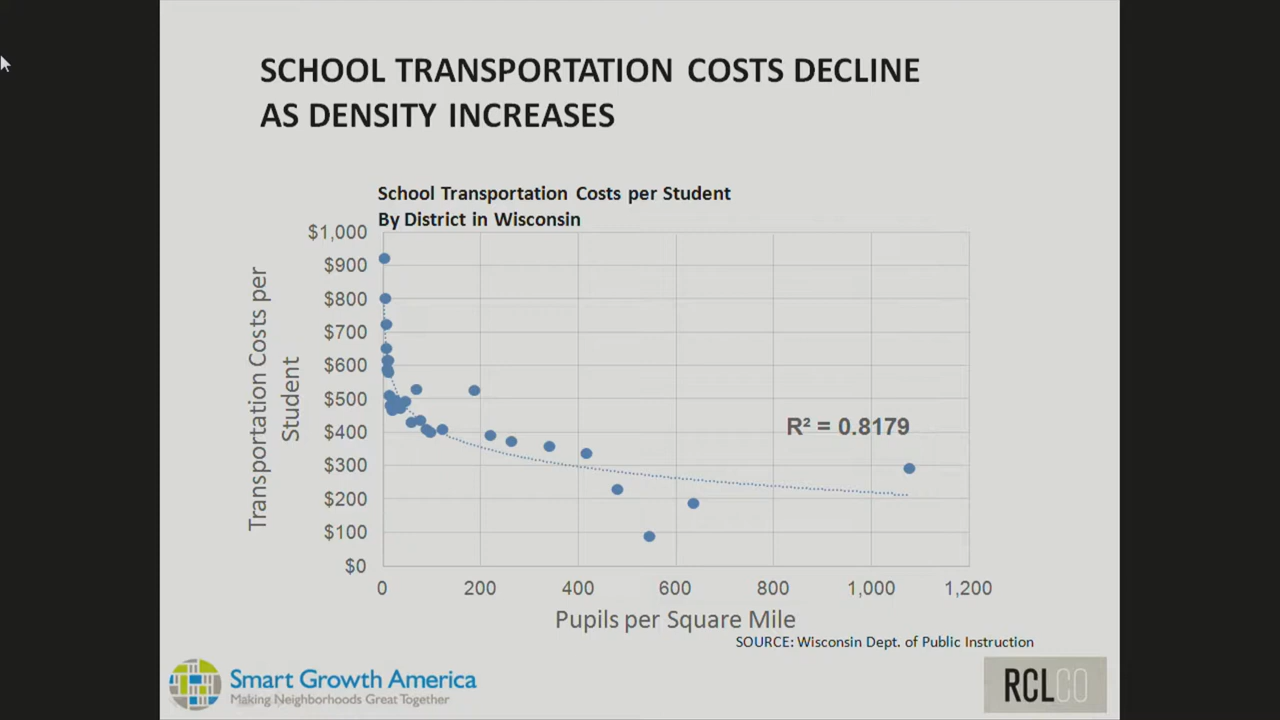 SCHOOL TRANSPORTATION COSTS DECLINE
AS DENSITY INCREASES
School Transportation Costs per Student
By District in Wisconsin
$1,000
$900
$800
$700
$600
$500
$400
$300
$200
$100
$0
Transportation Costs per
Student
R² = 0.8179
0 200 400 600 800 1,000 1,200
Pupils per Square Mile
SOURCE: Wisconsin Dept. of Public Instruction
Smart Growth America
Making Neighborhoods Great Together
RCLCO